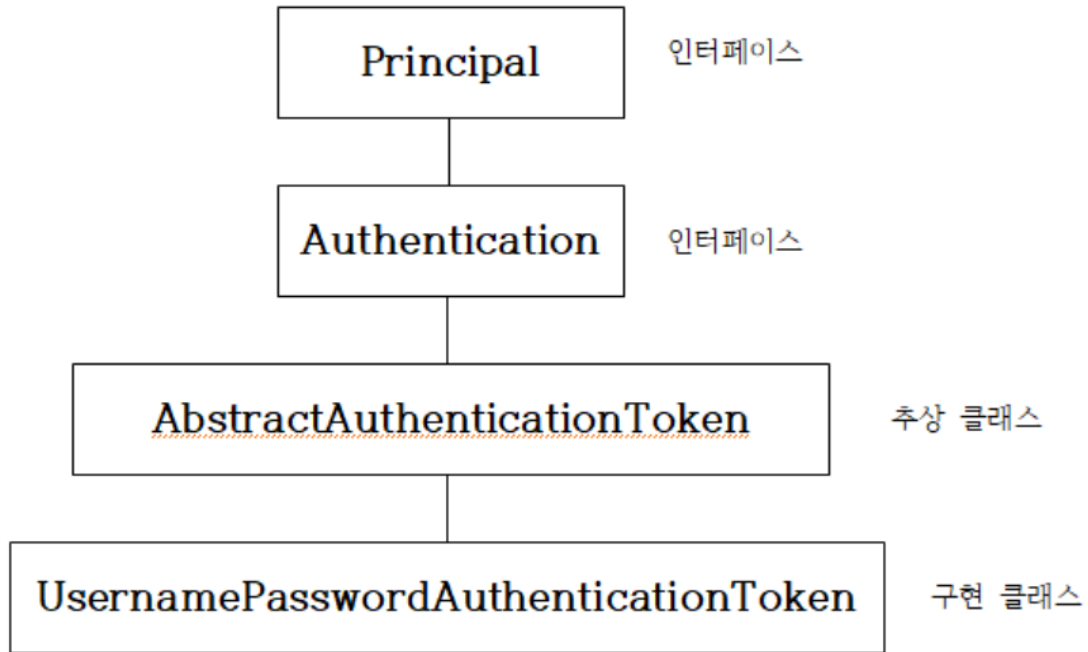 Principal
인터페이스
Authentication
인터페이스
AbstractAuthenticationToken
추상 클래스
UsernamePasswordAuthenticationToken
구현 클래스